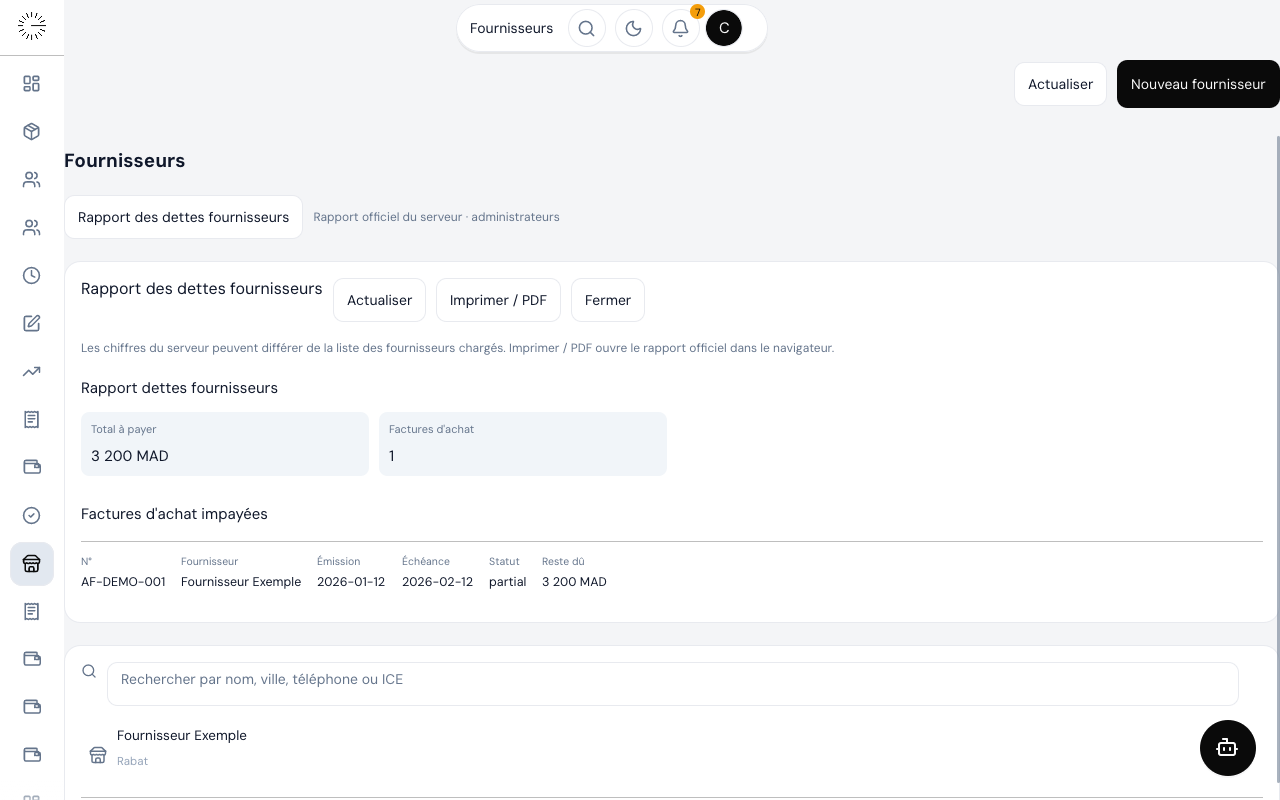 Fournisseurs
7
C
Actualiser
Nouveau fournisseur
Fournisseurs
Rapport des dettes fournisseurs
Rapport officiel du serveur · administrateurs
Rapport des dettes fournisseurs
Actualiser
Imprimer / PDF
Fermer
Les chiffres du serveur peuvent différer de la liste des fournisseurs chargés. Imprimer / PDF ouvre le rapport officiel dans le navigateur.
Rapport dettes fournisseurs
Total à payer
3 200 MAD
Factures d'achat
1
Factures d'achat impayées
N° Fournisseur Émission Échéance Statut Reste dû
AF-DEMO-001 Fournisseur Exemple 2026-01-12 2026-02-12 partial 3 200 MAD
Rechercher par nom, ville, téléphone ou ICE
Fournisseur Exemple
Rabat